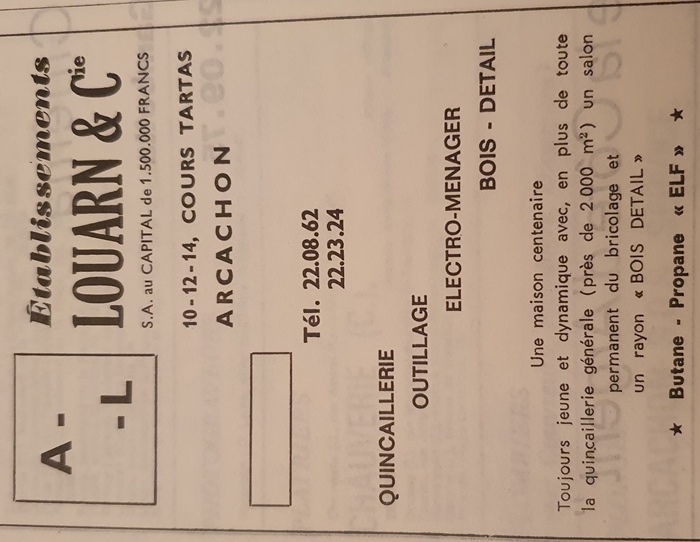 A -
- L
Établissements
LOUARN & Cie
S.A. au CAPITAL de 1.500.000 FRANCS
10-12-14, COURS TARTAS
ARCACHON
Tél. 22.08.62
22.23.24
QUINCAILLERIE
OUTILLAGE
ELECTRO-MENAGER
BOIS - DETAIL
Une maison centenaire
Toujours jeune et dynamique avec, en plus de toute
la quincaillerie générale (près de 2 000 m²) un salon
permanent du bricolage et
un rayon « BOIS DETAIL »
★ Butane - Propane « ELF » ★